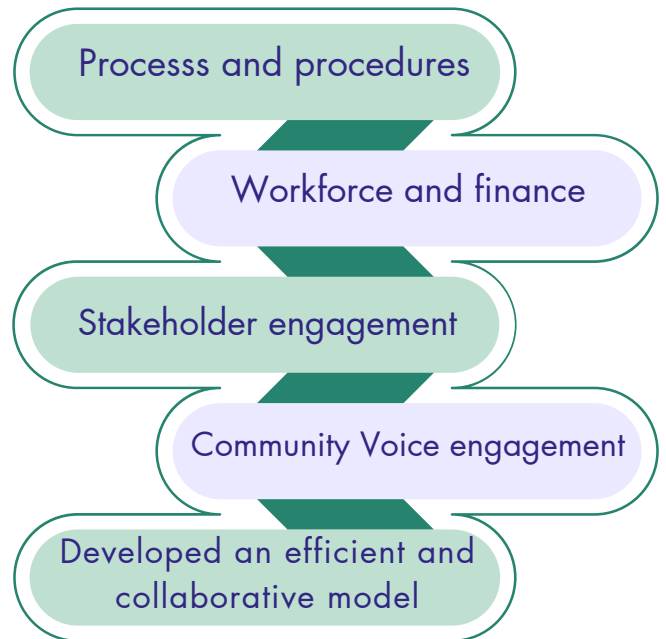 Processs and procedures
Workforce and finance
Stakeholder engagement
Community Voice engagement
Developed an efficient and
collaborative model